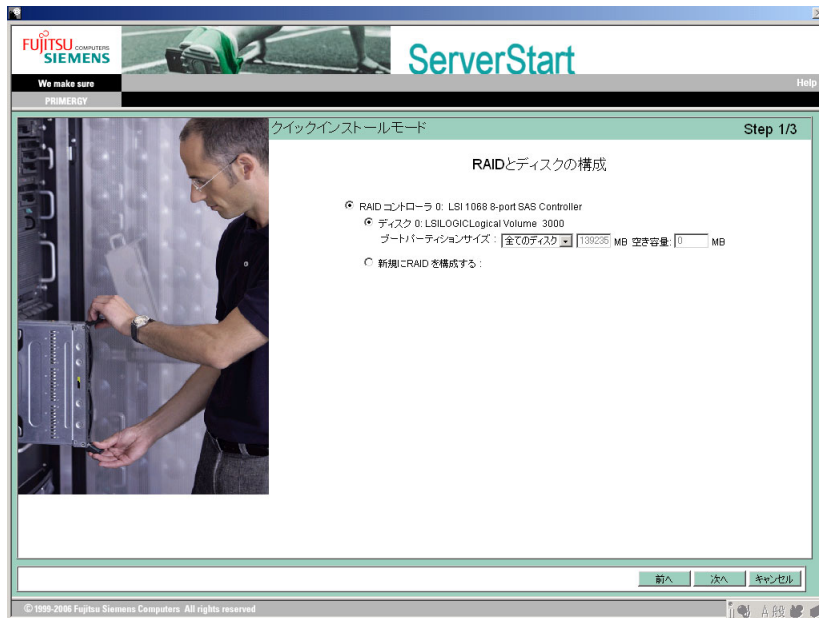 FUJITSU COMPUTERS
SIEMENS
ServerStart
We make sure
Help
PRIMERGY
クイックインストールモード
Step 1/3
RAIDとディスクの構成
RAID コントローラ 0: LSI 1068 8-port SAS Controller
ディスク 0: LSILOGICLogical Volume 3000
ブートパーティションサイズ : 全てのディスク 139235 MB 空き容量: 0 MB
新規にRAID を構成する :
前へ 次へ キャンセル
© 1999-2006 Fujitsu Siemens Computers All rights reserved
A 般